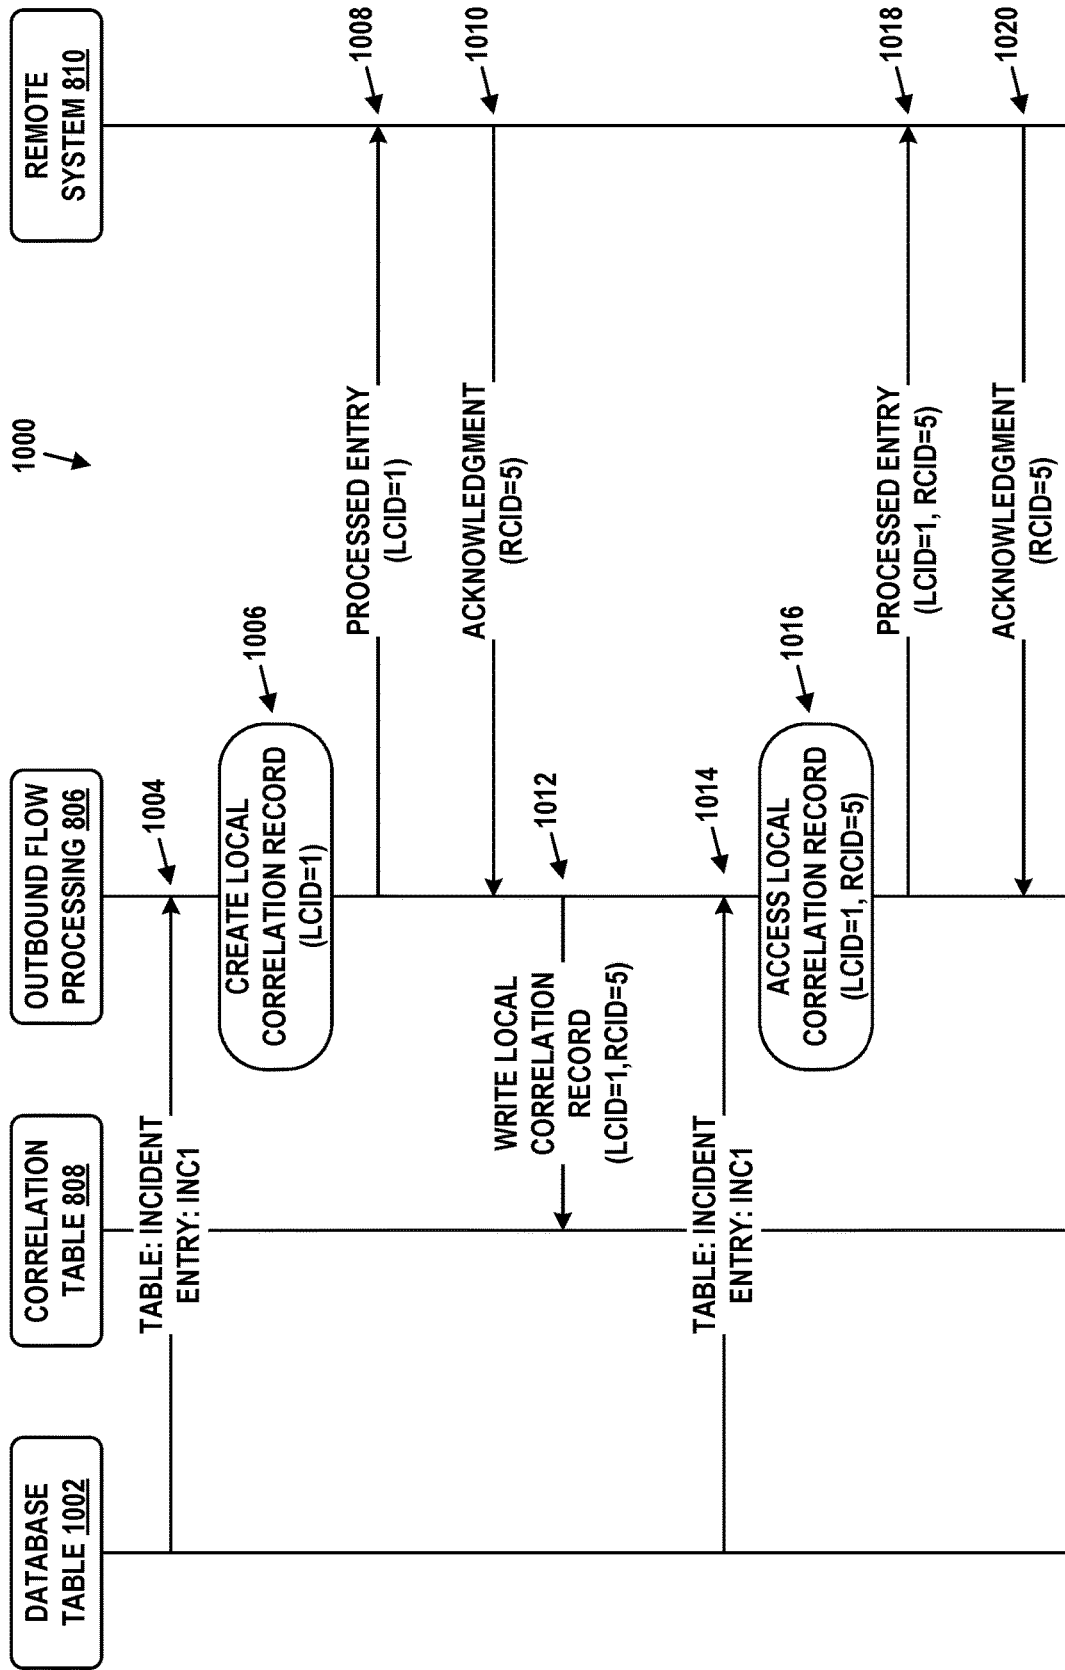 1000
DATABASE
TABLE 1002
CORRELATION
TABLE 808
OUTBOUND FLOW
PROCESSING 806
REMOTE
SYSTEM 810
TABLE: INCIDENT
ENTRY: INC1
1004
CREATE LOCAL
CORRELATION RECORD
(LCID=1)
1006
PROCESSED ENTRY
(LCID=1)
1008
ACKNOWLEDGMENT
(RCID=5)
1010
WRITE LOCAL
CORRELATION
RECORD
(LCID=1,RCID=5)
1012
TABLE: INCIDENT
ENTRY: INC1
1014
ACCESS LOCAL
CORRELATION RECORD
(LCID=1, RCID=5)
1016
PROCESSED ENTRY
(LCID=1, RCID=5)
1018
ACKNOWLEDGMENT
(RCID=5)
1020